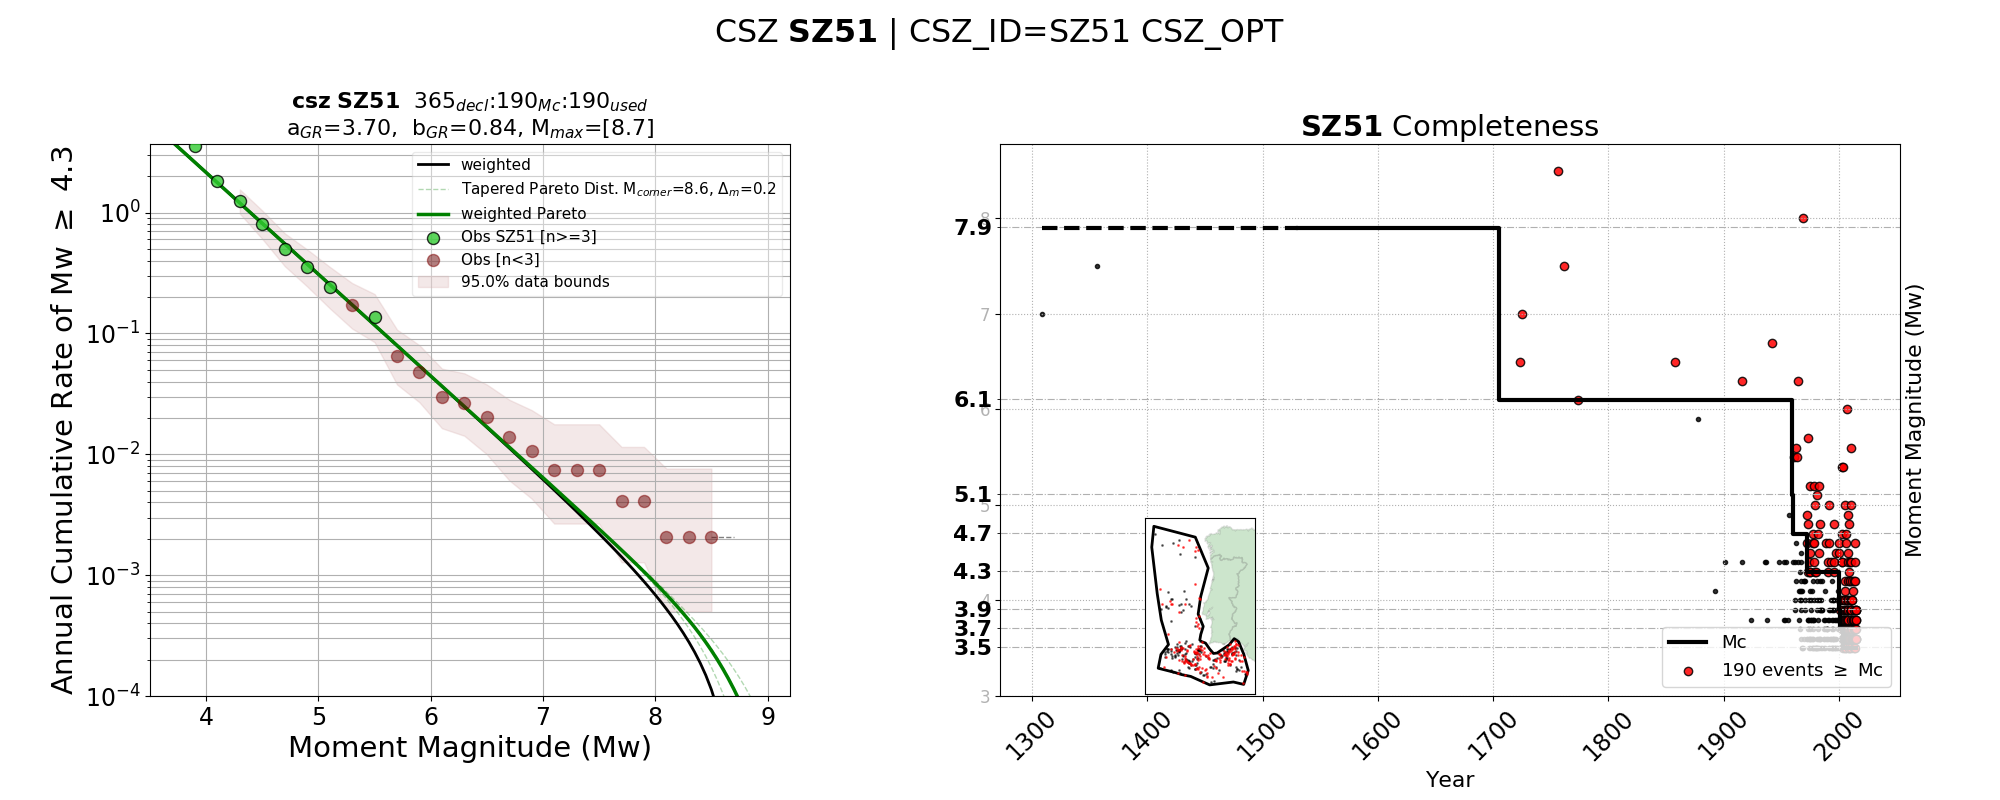 CSZ SZ51 | CSZ_ID=SZ51 CSZ_OPT
csz SZ51 365decl:190Mc:190used
aGR=3.70, bGR=0.84, Mmax=[8.7]
Annual Cumulative Rate of Mw ≥ 4.3
10^0
10^-1
10^-2
10^-3
10^-4
4 5 6 7 8 9
Moment Magnitude (Mw)
weighted
Tapered Pareto Dist. Mcorner=8.6, Δm=0.2
weighted Pareto
Obs SZ51 [n>=3]
Obs [n<3]
95.0% data bounds
SZ51 Completeness
8
7.9
7
6.1
6
5.1
5
4.7
4.3
4
3.9
3.7
3.5
3
1300 1400 1500 1600 1700 1800 1900 2000
Year
Moment Magnitude (Mw)
Mc
190 events ≥ Mc